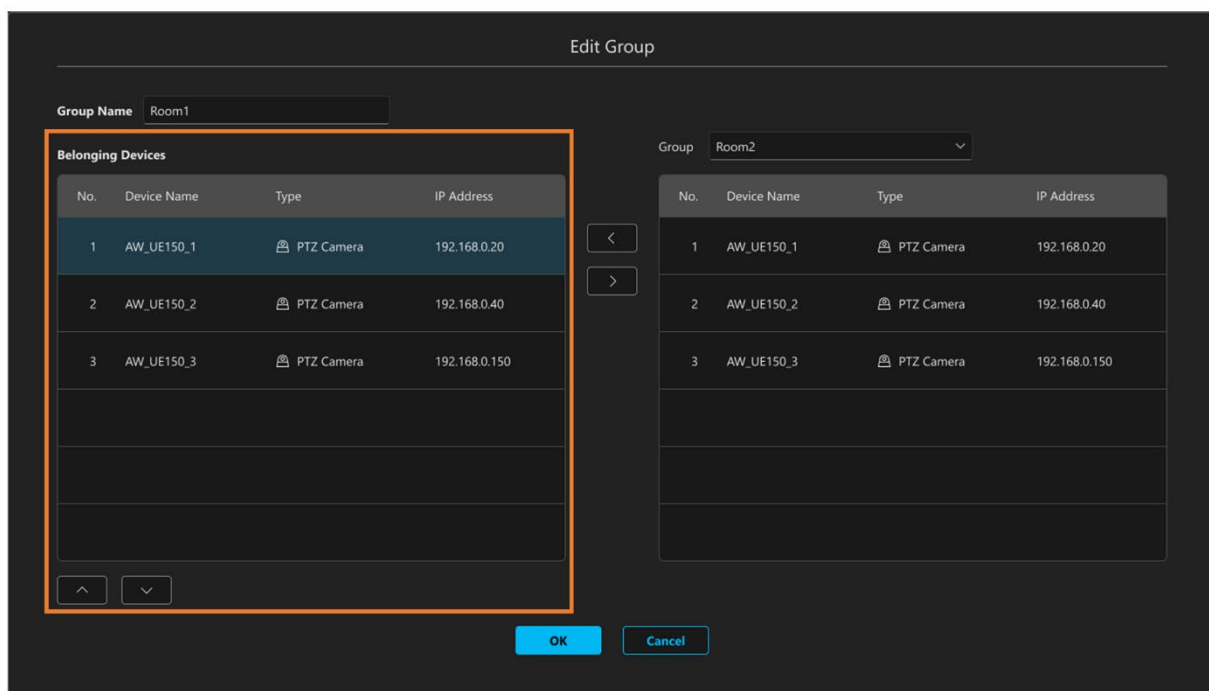 Edit Group
Group Name Room1
Belonging Devices
No. Device Name Type IP Address
1 AW_UE150_1 PTZ Camera 192.168.0.20
2 AW_UE150_2 PTZ Camera 192.168.0.40
3 AW_UE150_3 PTZ Camera 192.168.0.150
Group Room2
No. Device Name Type IP Address
1 AW_UE150_1 PTZ Camera 192.168.0.20
2 AW_UE150_2 PTZ Camera 192.168.0.40
3 AW_UE150_3 PTZ Camera 192.168.0.150
OK Cancel